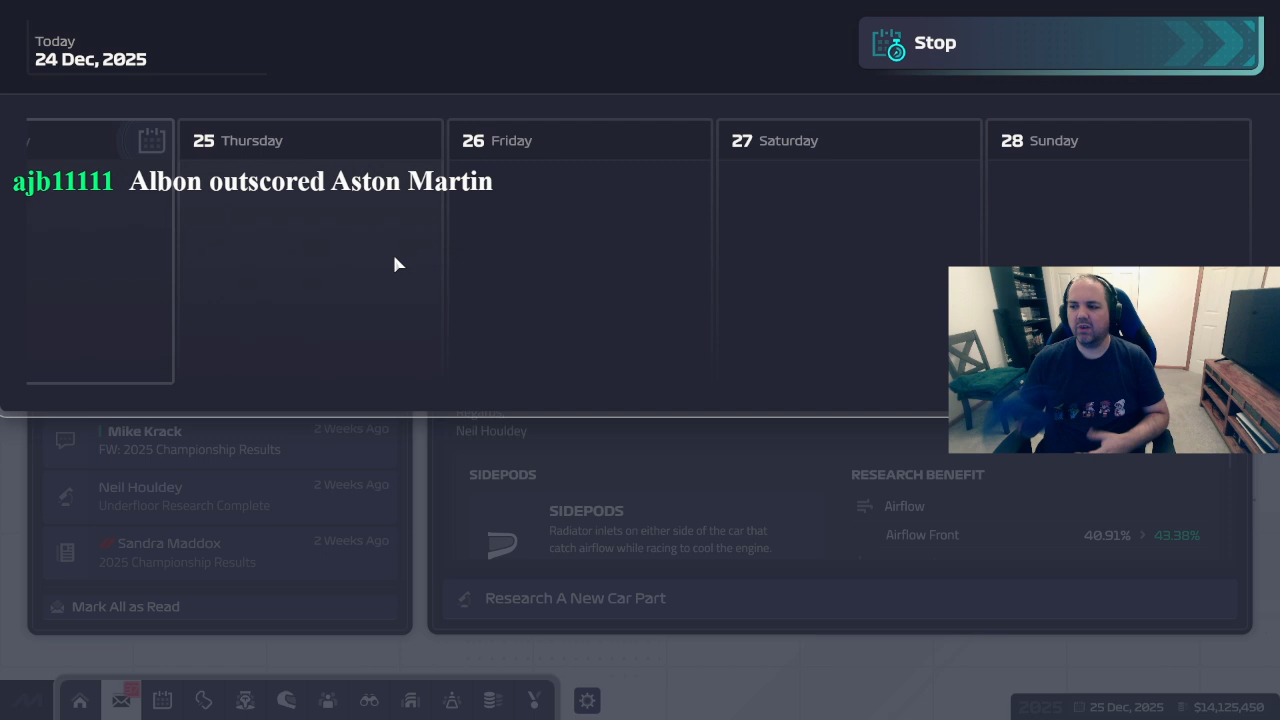 Today
24 Dec, 2025
Stop
25 Thursday
26 Friday
27 Saturday
28 Sunday
ajb11111 Albon outscored Aston Martin
Regards,
Neil Houldey
Mike Krack
2 Weeks Ago
FW: 2025 Championship Results
Neil Houldey
2 Weeks Ago
Underfloor Research Complete
Sandra Maddox
2 Weeks Ago
2025 Championship Results
Mark All as Read
SIDEPODS
SIDEPODS
Radiator inlets on either side of the car that
catch airflow while racing to cool the engine.
RESEARCH BENEFIT
Airflow
Airflow Front 40.91% > 43.38%
Research A New Car Part
2025 25 Dec, 2025 $14,125,450